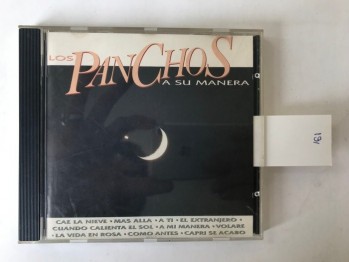 LOS
PANCHOS
A SU MANERA
CAE LA NIEVE • MAS ALLA • A TI • EL EXTRANJERO •
CUANDO CALIENTA EL SOL • A MI MANERA • VOLARE
• LA VIDA EN ROSA • COMO ANTES • CAPRI SE ACABO